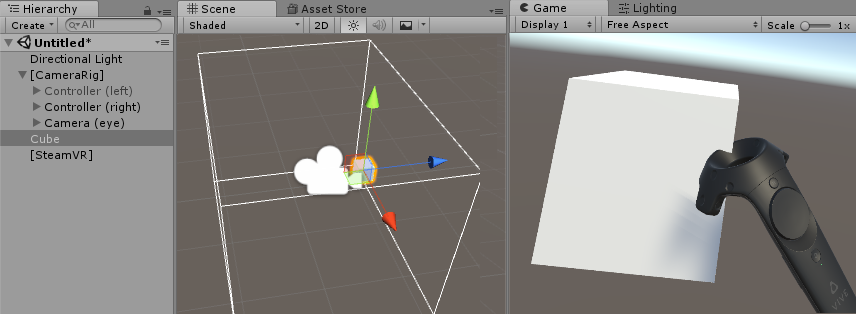 Hierarchy
Create
All
Untitled*
Directional Light
[CameraRig]
Controller (left)
Controller (right)
Camera (eye)
Cube
[SteamVR]
Scene
Asset Store
Shaded
2D
Game
Lighting
Display 1
Free Aspect
Scale
1x
VIVE